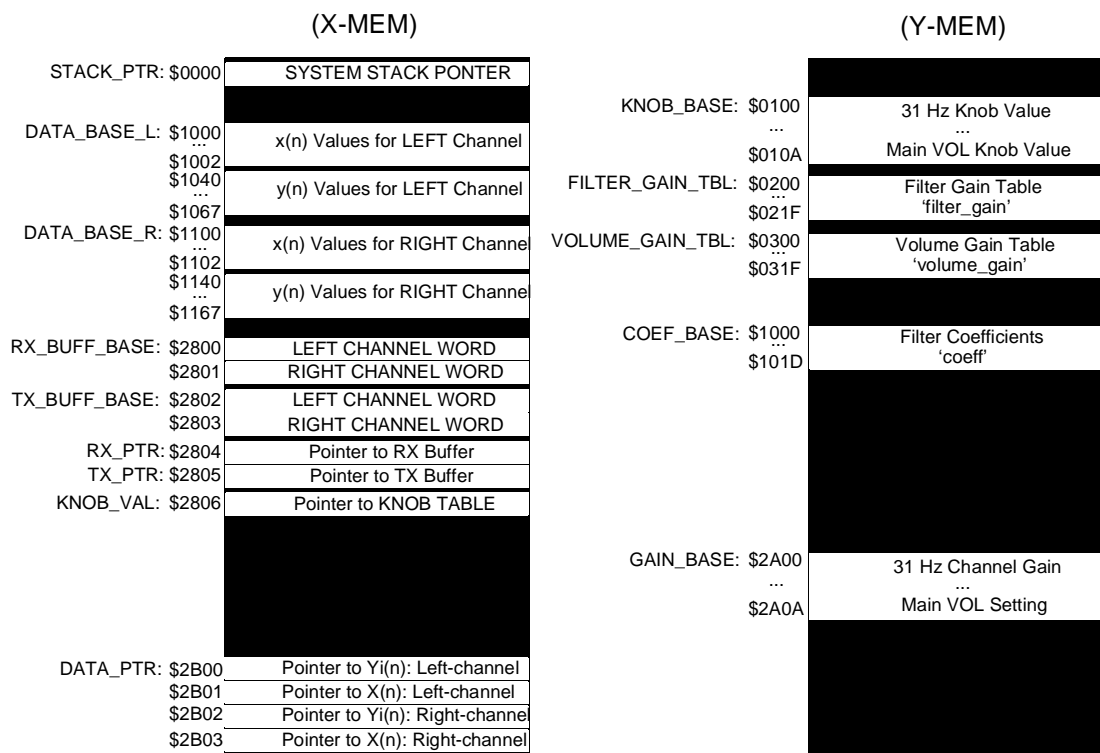 (X-MEM)
STACK_PTR: $0000 SYSTEM STACK PONTER
DATA_BASE_L: $1000
...
$1002
x(n) Values for LEFT Channel
$1040
...
$1067
y(n) Values for LEFT Channel
DATA_BASE_R: $1100
...
$1102
x(n) Values for RIGHT Channel
$1140
...
$1167
y(n) Values for RIGHT Channel
RX_BUFF_BASE: $2800 LEFT CHANNEL WORD
$2801 RIGHT CHANNEL WORD
TX_BUFF_BASE: $2802 LEFT CHANNEL WORD
$2803 RIGHT CHANNEL WORD
RX_PTR: $2804 Pointer to RX Buffer
TX_PTR: $2805 Pointer to TX Buffer
KNOB_VAL: $2806 Pointer to KNOB TABLE
DATA_PTR: $2B00 Pointer to Yi(n): Left-channel
$2B01 Pointer to X(n): Left-channel
$2B02 Pointer to Yi(n): Right-channel
$2B03 Pointer to X(n): Right-channel
(Y-MEM)
KNOB_BASE: $0100 31 Hz Knob Value
... ...
$010A Main VOL Knob Value
FILTER_GAIN_TBL: $0200 Filter Gain Table
...
$021F 'filter_gain'
VOLUME_GAIN_TBL: $0300 Volume Gain Table
...
$031F 'volume_gain'
COEF_BASE: $1000 Filter Coefficients
...
$101D 'coeff'
GAIN_BASE: $2A00 31 Hz Channel Gain
... ...
$2A0A Main VOL Setting